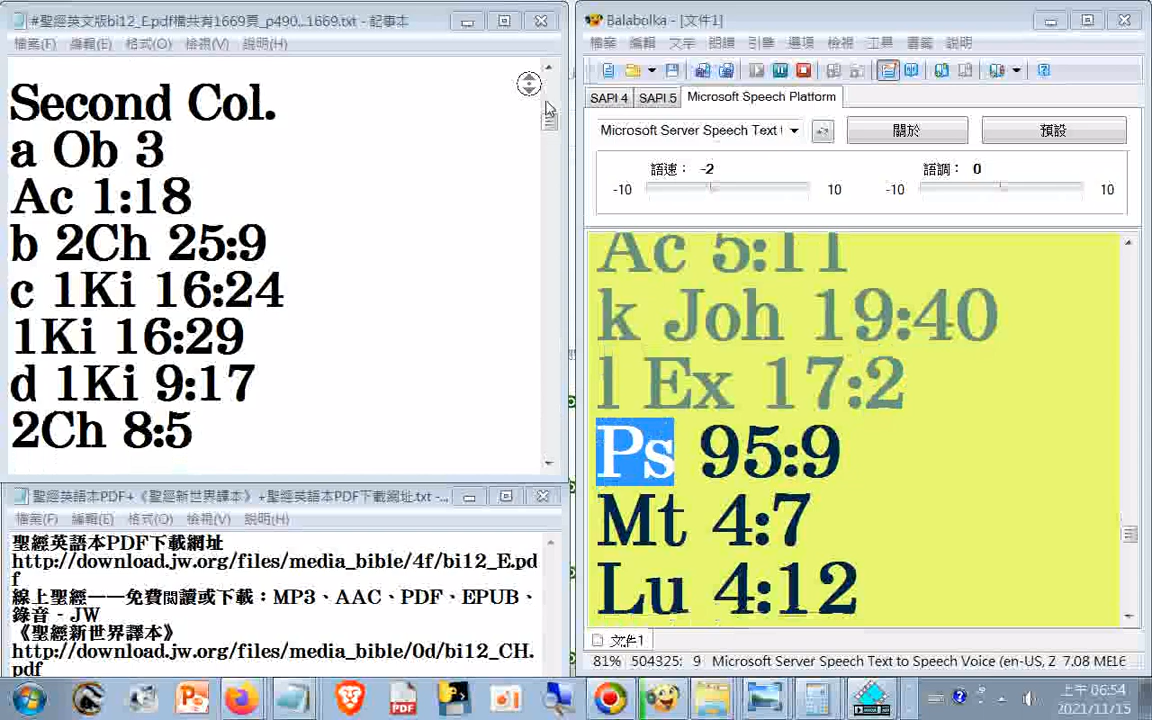 #聖經英文版bi12_E.pdf檔共有1669頁_p490,..1669.txt - 記事本
檔案(F) 編輯(E) 格式(O) 檢視(V) 說明(H)
Second Col.
a Ob 3
Ac 1:18
b 2Ch 25:9
c 1Ki 16:24
1Ki 16:29
d 1Ki 9:17
2Ch 8:5
聖經英語本PDF+《聖經新世界譯本》+聖經英語本PDF下載網址.txt -...
檔案(F) 編輯(E) 格式(O) 檢視(V) 說明(H)
聖經英語本PDF下載網址
http://download.jw.org/files/media_bible/4f/bi12_E.pd
f
線上聖經——免費閱讀或下載：MP3、AAC、PDF、EPUB、
錄音 - JW
《聖經新世界譯本》
http://download.jw.org/files/media_bible/0d/bi12_CH.
pdf
Balabolka - [文件1]
檔案 編輯 文字 朗讀 引擎 選項 檢視 工具 書籤 說明
SAPI 4 SAPI 5 Microsoft Speech Platform
Microsoft Server Speech Text 關於 預設
語速： -2 語調： 0
-10 10 -10 10
Ac 5:11
k Joh 19:40
l Ex 17:2
Ps 95:9
Mt 4:7
Lu 4:12
文件1
81% 504325: 9 Microsoft Server Speech Text to Speech Voice (en-US, Z 7.08 ME16
上午 06:54
2021/11/15